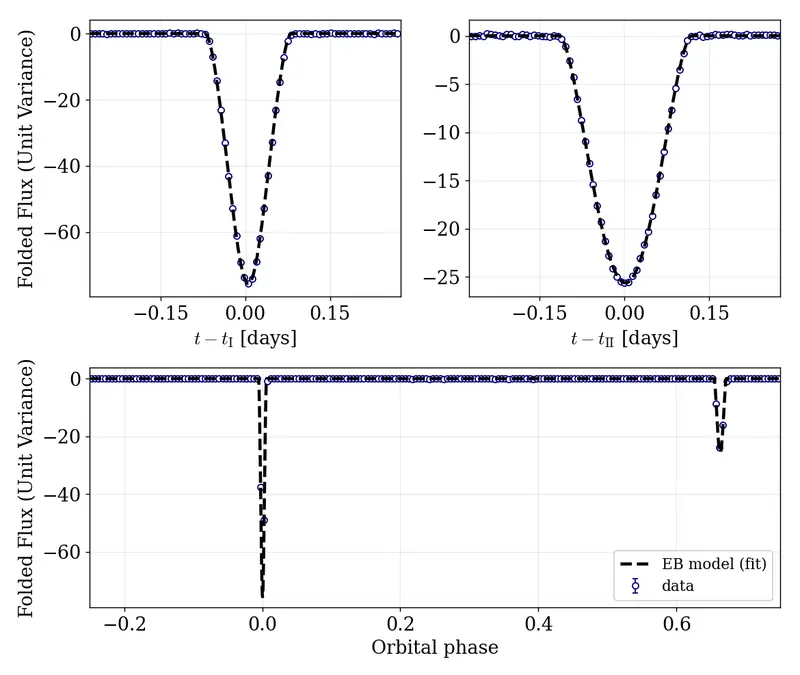 Folded Flux (Unit Variance)
0
−20
−40
−60
−0.15 0.00 0.15
t − tI [days]
0
−5
−10
−15
−20
−25
−0.15 0.00 0.15
t − tII [days]
Folded Flux (Unit Variance)
0
−20
−40
−60
−0.2 0.0 0.2 0.4 0.6
Orbital phase
EB model (fit)
data